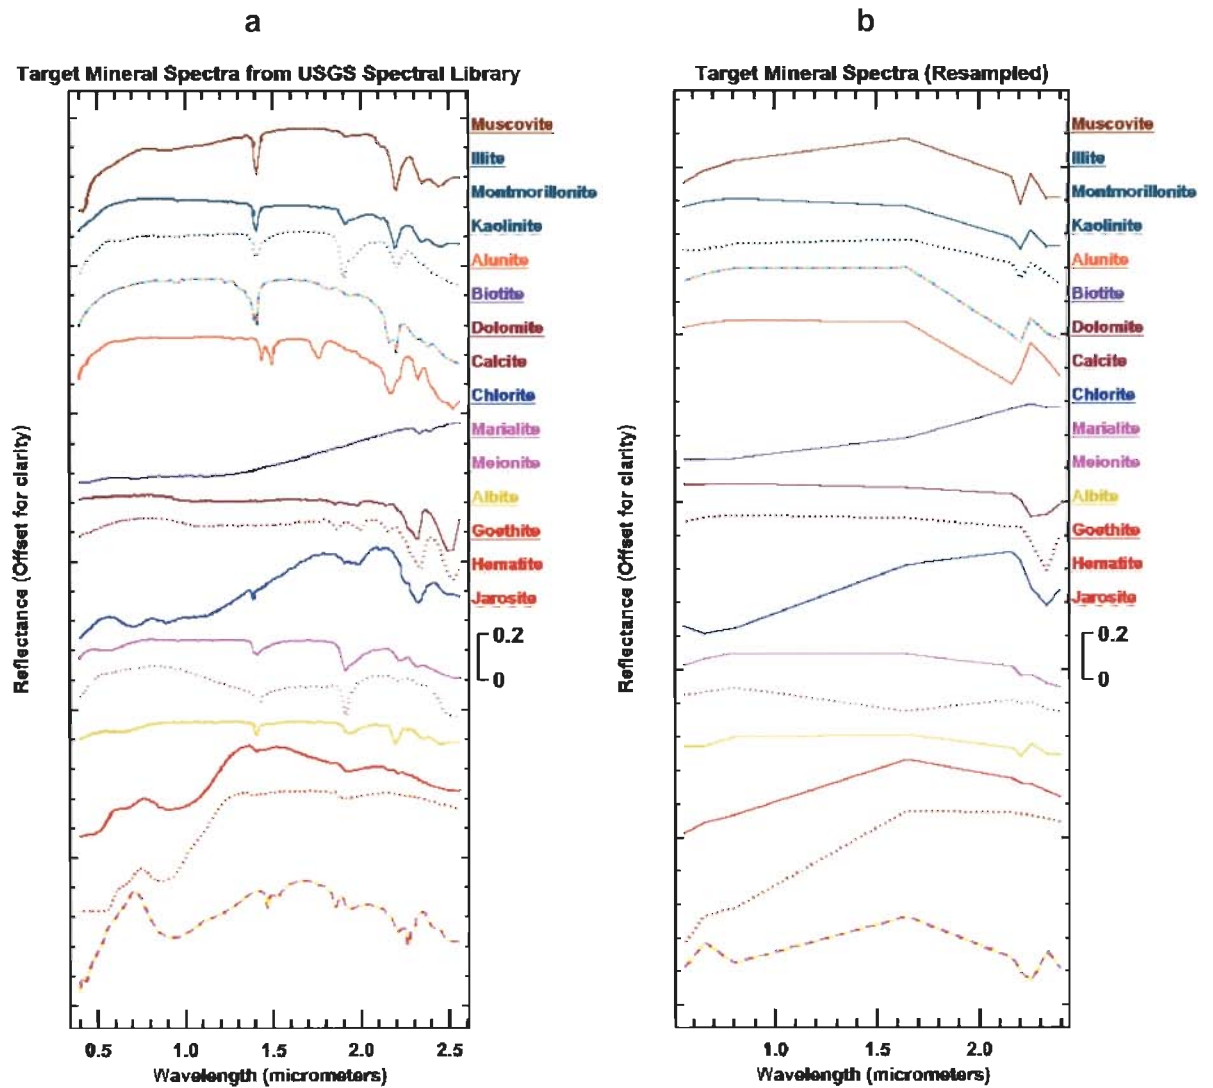 a
b
Target Mineral Spectra from USGS Spectral Library
Target Mineral Spectra (Resampled)
Reflectance (Offset for clarity)
Muscovite
Illite
Montmorillonite
Kaolinite
Alunite
Biotite
Dolomite
Calcite
Chlorite
Marialite
Meionite
Albite
Goethite
Hematite
Jarosite
0.2
0
0.5 1.0 1.5 2.0 2.5
Wavelength (micrometers)
Reflectance (Offset for clarity)
Muscovite
Illite
Montmorillonite
Kaolinite
Alunite
Biotite
Dolomite
Calcite
Chlorite
Marialite
Meionite
Albite
Goethite
Hematite
Jarosite
0.2
0
1.0 1.5 2.0
Wavelength (micrometers)